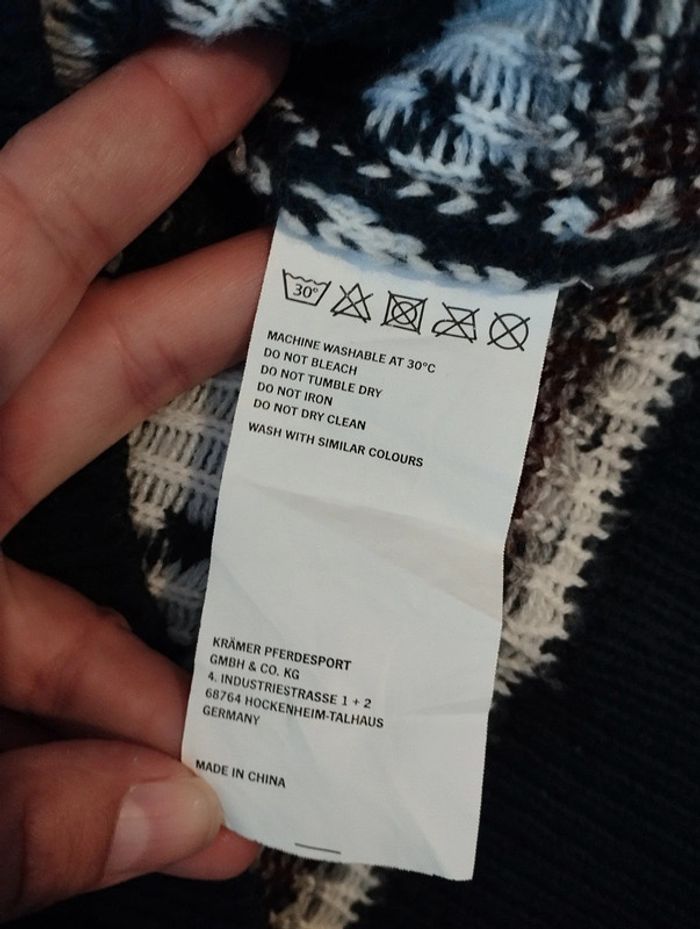 30°
MACHINE WASHABLE AT 30°C
DO NOT BLEACH
DO NOT TUMBLE DRY
DO NOT IRON
DO NOT DRY CLEAN
WASH WITH SIMILAR COLOURS
KRÄMER PFERDESPORT
GMBH & CO. KG
4. INDUSTRIESTRASSE 1 + 2
68764 HOCKENHEIM-TALHAUS
GERMANY
MADE IN CHINA